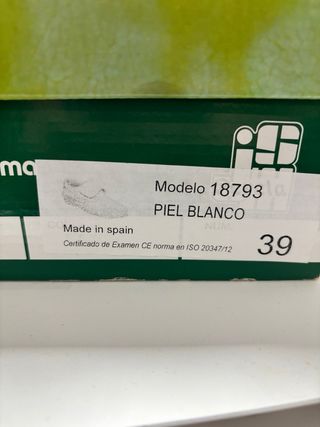 ma
Modelo 18793
PIEL BLANCO
Made in spain
Certificado de Examen CE norma en ISO 20347/12
39